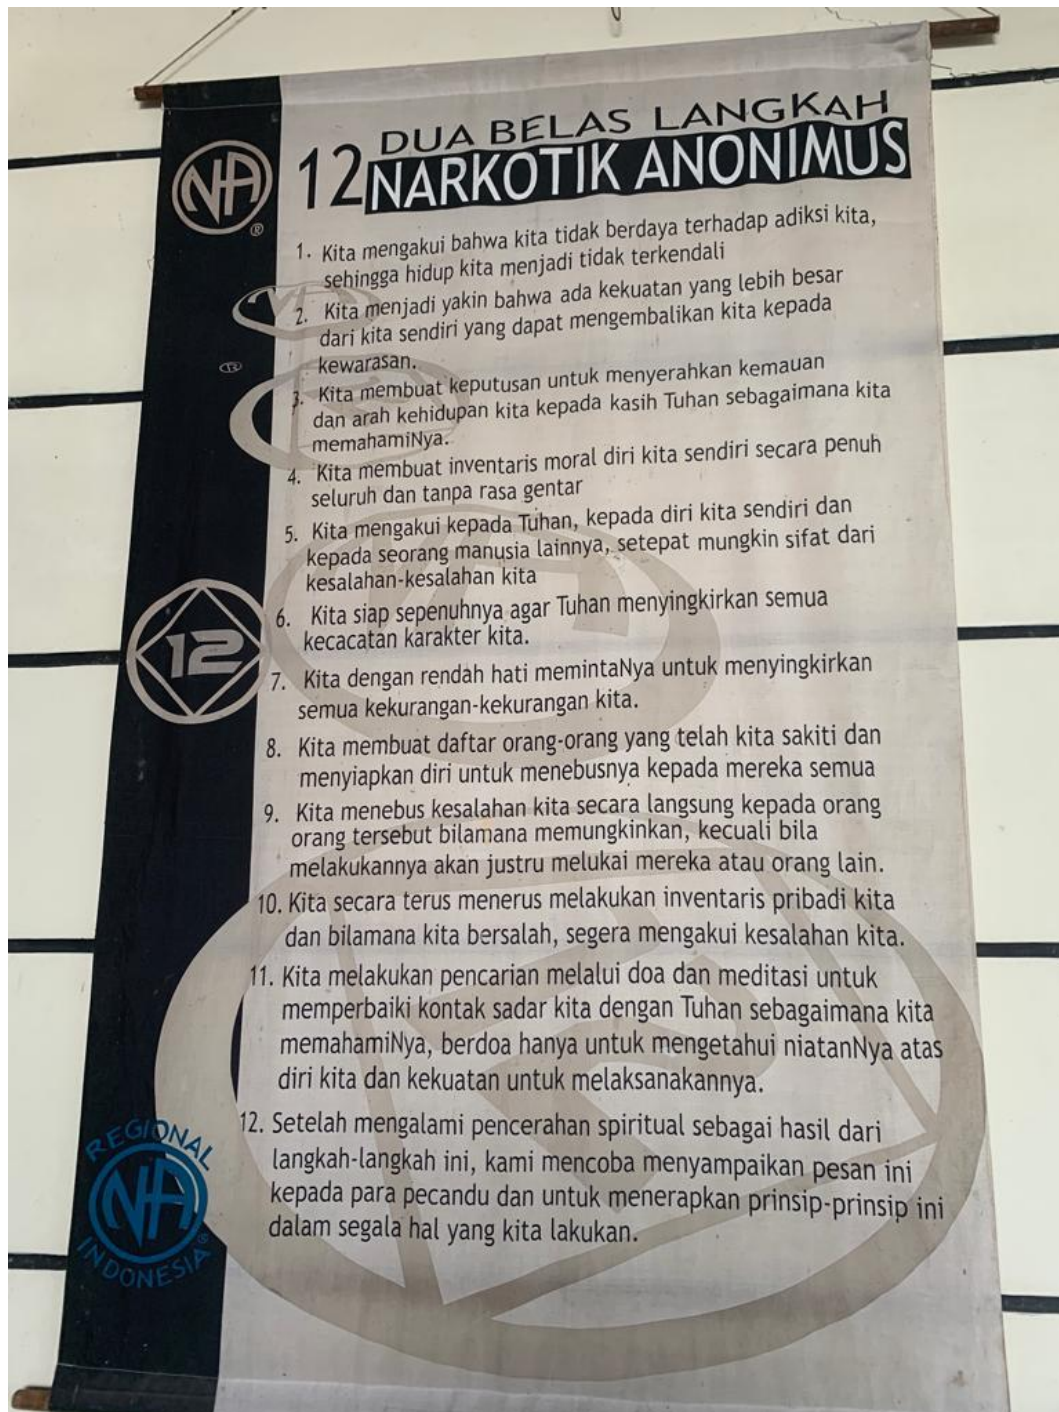 DUA BELAS LANGKAH
12 NARKOTIK ANONIMUS
NA
®
1. Kita mengakui bahwa kita tidak berdaya terhadap adiksi kita,
sehingga hidup kita menjadi tidak terkendali
2. Kita menjadi yakin bahwa ada kekuatan yang lebih besar
dari kita sendiri yang dapat mengembalikan kita kepada
kewarasan.
3. Kita membuat keputusan untuk menyerahkan kemauan
dan arah kehidupan kita kepada kasih Tuhan sebagaimana kita
memahamiNya.
4. Kita membuat inventaris moral diri kita sendiri secara penuh
seluruh dan tanpa rasa gentar
5. Kita mengakui kepada Tuhan, kepada diri kita sendiri dan
kepada seorang manusia lainnya, setepat mungkin sifat dari
kesalahan-kesalahan kita
6. Kita siap sepenuhnya agar Tuhan menyingkirkan semua
kecacatan karakter kita.
12
7. Kita dengan rendah hati memintaNya untuk menyingkirkan
semua kekurangan-kekurangan kita.
8. Kita membuat daftar orang-orang yang telah kita sakiti dan
menyiapkan diri untuk menebusnya kepada mereka semua
9. Kita menebus kesalahan kita secara langsung kepada orang
orang tersebut bilamana memungkinkan, kecuali bila
melakukannya akan justru melukai mereka atau orang lain.
10. Kita secara terus menerus melakukan inventaris pribadi kita
dan bilamana kita bersalah, segera mengakui kesalahan kita.
11. Kita melakukan pencarian melalui doa dan meditasi untuk
memperbaiki kontak sadar kita dengan Tuhan sebagaimana kita
memahamiNya, berdoa hanya untuk mengetahui niatanNya atas
diri kita dan kekuatan untuk melaksanakannya.
12. Setelah mengalami pencerahan spiritual sebagai hasil dari
langkah-langkah ini, kami mencoba menyampaikan pesan ini
kepada para pecandu dan untuk menerapkan prinsip-prinsip ini
dalam segala hal yang kita lakukan.
REGIONAL
NA
INDONESIA
®